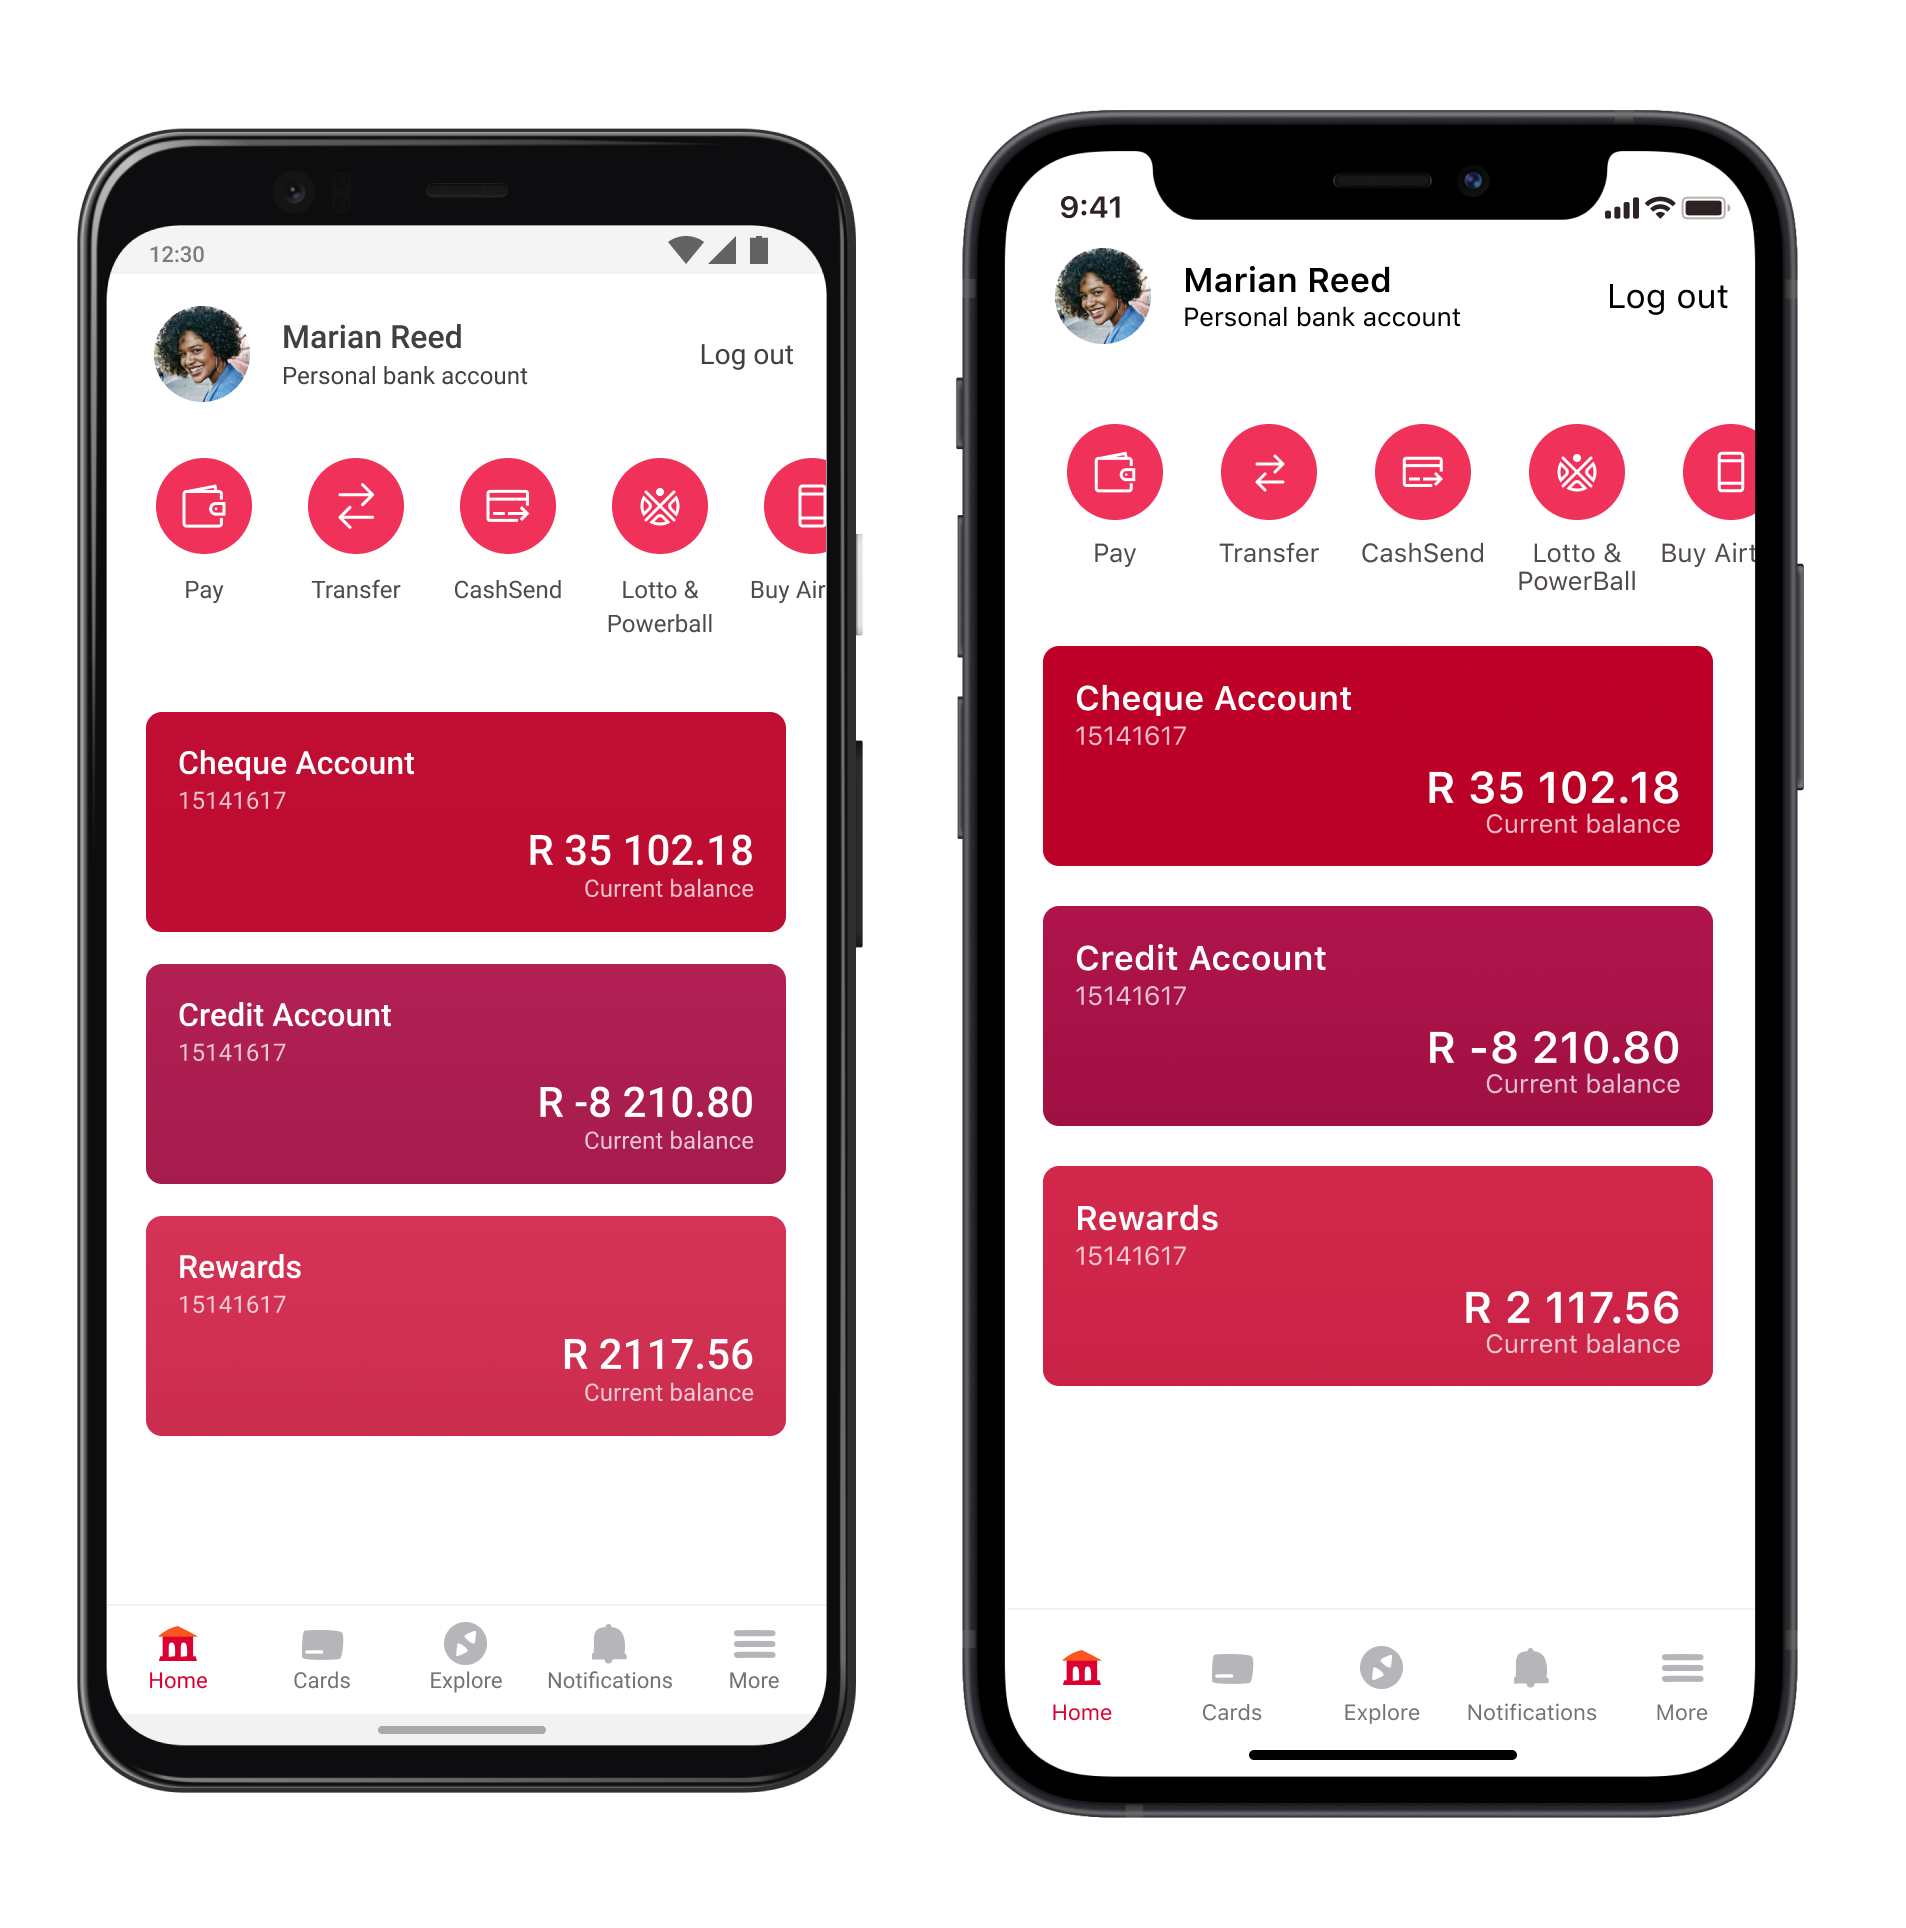 12:30
Marian Reed
Personal bank account
Log out
Pay
Transfer
CashSend
Lotto &
Powerball
Buy Air
Cheque Account
15141617
R 35 102.18
Current balance
Credit Account
15141617
R -8 210.80
Current balance
Rewards
15141617
R 2117.56
Current balance
Home
Cards
Explore
Notifications
More
9:41
Marian Reed
Personal bank account
Log out
Pay
Transfer
CashSend
Lotto &
PowerBall
Buy Airt
Cheque Account
15141617
R 35 102.18
Current balance
Credit Account
15141617
R -8 210.80
Current balance
Rewards
15141617
R 2 117.56
Current balance
Home
Cards
Explore
Notifications
More